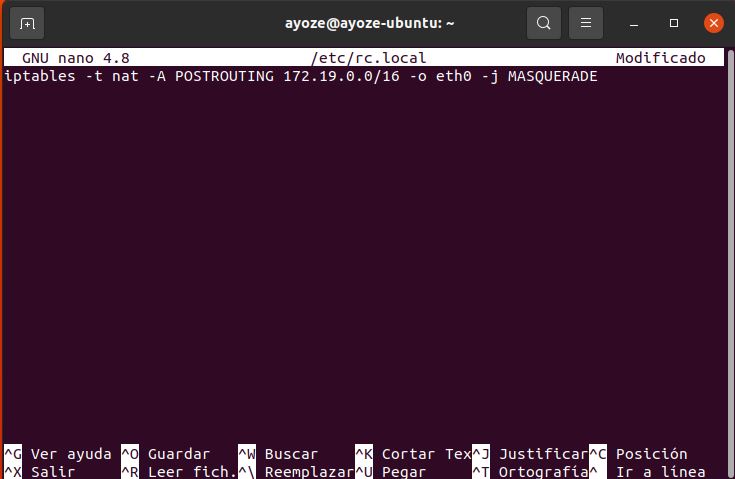 ayoze@ayoze-ubuntu: ~
GNU nano 4.8 /etc/rc.local Modificado
iptables -t nat -A POSTROUTING 172.19.0.0/16 -o eth0 -j MASQUERADE
^G Ver ayuda ^O Guardar ^W Buscar ^K Cortar Tex^J Justificar^C Posición
^X Salir ^R Leer fich.^\ Reemplazar^U Pegar ^T Ortografía^ Ir a línea